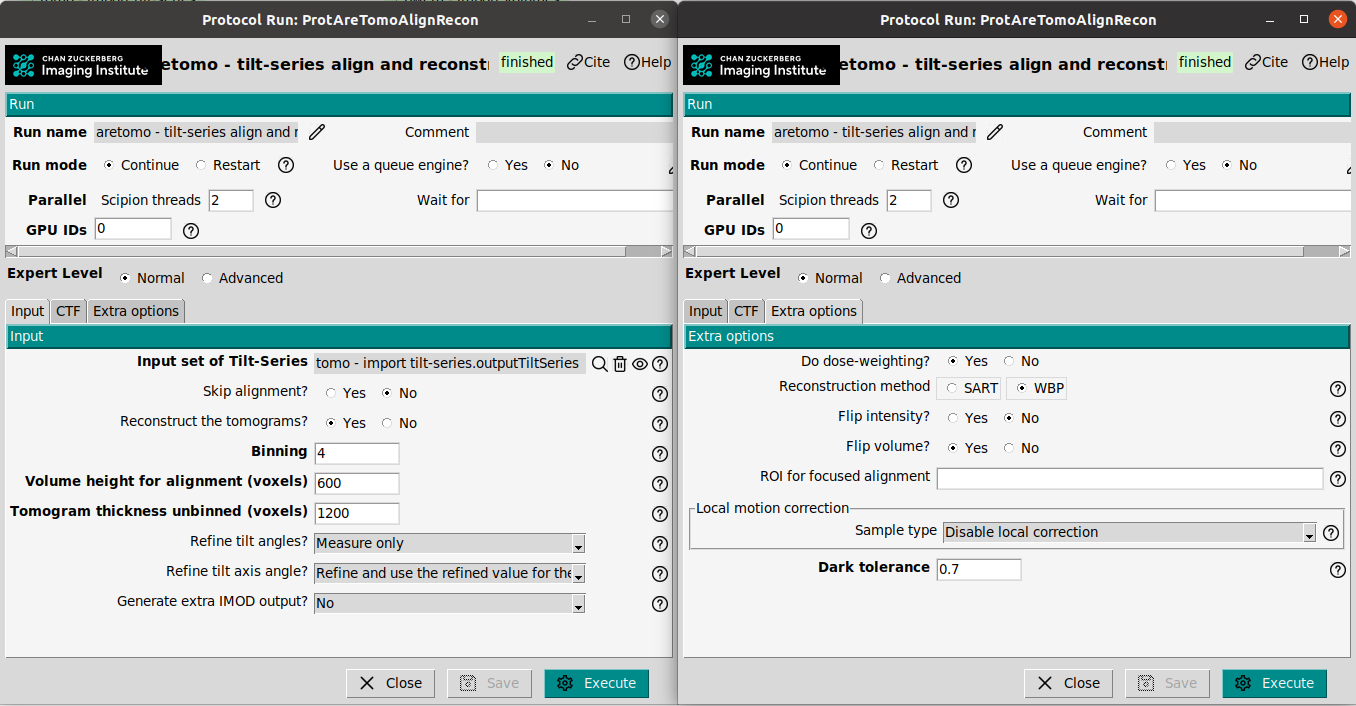 Protocol Run: ProtAreTomoAlignRecon
CHAN ZUCKERBERG
Imaging Institute
etomo - tilt-series align and reconstr
finished
Cite
Help
Run
Run name aretomo - tilt-series align and r Comment
Run mode Continue Restart Use a queue engine? Yes No
Parallel Scipion threads 2 Wait for
GPU IDs 0
Expert Level Normal Advanced
Input CTF Extra options
Input
Input set of Tilt-Series tomo - import tilt-series.outputTiltSeries
Skip alignment? Yes No
Reconstruct the tomograms? Yes No
Binning 4
Volume height for alignment (voxels) 600
Tomogram thickness unbinned (voxels) 1200
Refine tilt angles? Measure only
Refine tilt axis angle? Refine and use the refined value for the
Generate extra IMOD output? No
Close Save Execute
Protocol Run: ProtAreTomoAlignRecon
CHAN ZUCKERBERG
Imaging Institute
etomo - tilt-series align and reconst
finished
Cite
Help
Run
Run name aretomo - tilt-series align and r Comment
Run mode Continue Restart Use a queue engine? Yes No
Parallel Scipion threads 2 Wait for
GPU IDs 0
Expert Level Normal Advanced
Input CTF Extra options
Extra options
Do dose-weighting? Yes No
Reconstruction method SART WBP
Flip intensity? Yes No
Flip volume? Yes No
ROI for focused alignment
Local motion correction
Sample type Disable local correction
Dark tolerance 0.7
Close Save Execute